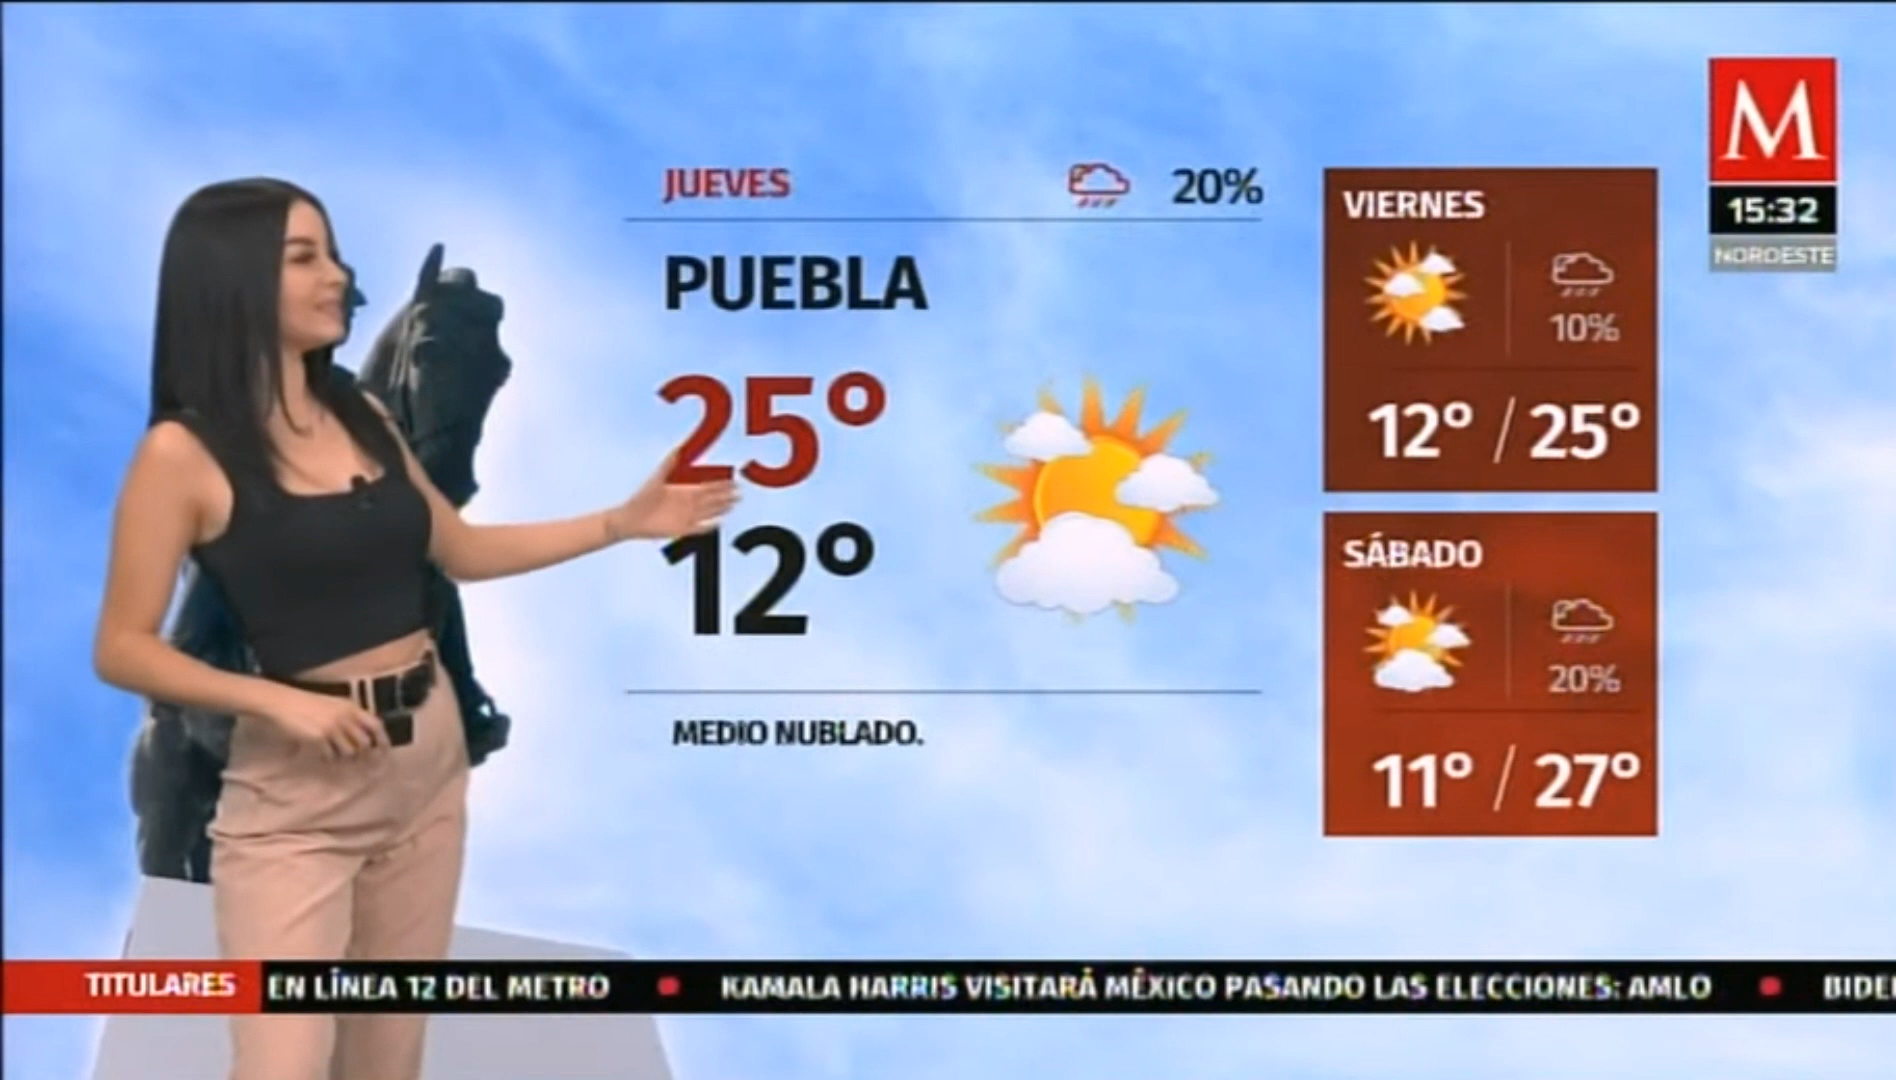 JUEVES 20%
PUEBLA
25°
12°
MEDIO NUBLADO.
VIERNES
10%
12° / 25°
SÁBADO
20%
11° / 27°
M
15:32
NOROESTE
TITULARES EN LÍNEA 12 DEL METRO KAMALA HARRIS VISITARÁ MÉXICO PASANDO LAS ELECCIONES: AMLO